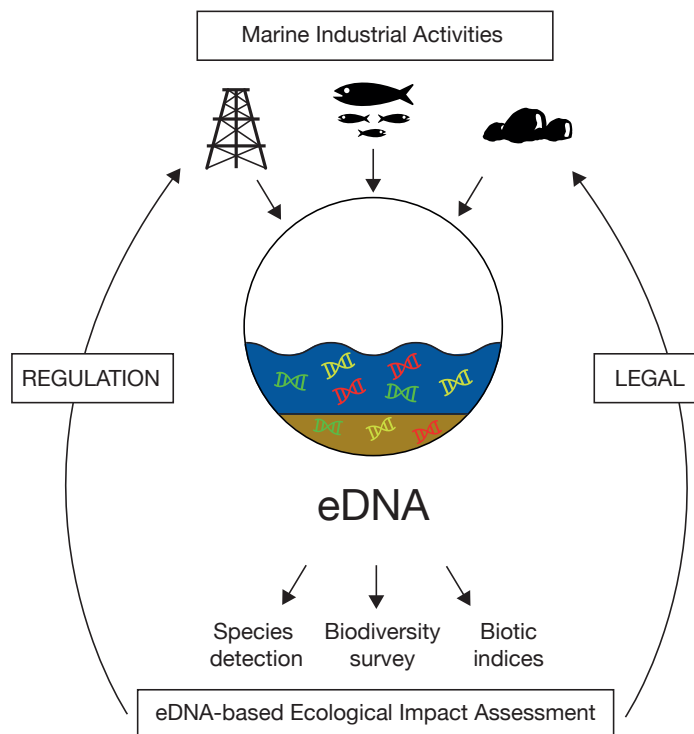 Marine Industrial Activities
REGULATION
LEGAL
eDNA
Species
detection
Biodiversity
survey
Biotic
indices
eDNA-based Ecological Impact Assessment